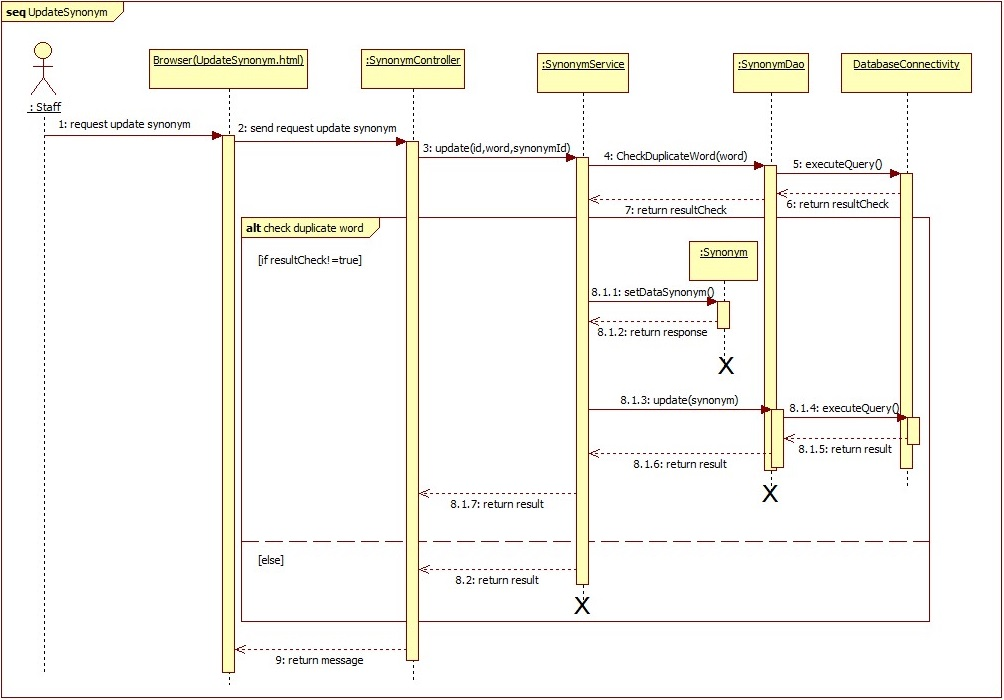 seq UpdateSynonym
: Staff
Browser(UpdateSynonym.html)
:SynonymController
:SynonymService
:SynonymDao
DatabaseConnectivity
1: request update synonym
2: send request update synonym
3: update(id,word,synonymId)
4: CheckDuplicateWord(word)
5: executeQuery()
6: return resultCheck
7: return resultCheck
alt check duplicate word
[if resultCheck!=true]
:Synonym
8.1.1: setDataSynonym()
8.1.2: return response
X
8.1.3: update(synonym)
8.1.4: executeQuery()
8.1.5: return result
8.1.6: return result
X
8.1.7: return result
[else]
8.2: return result
X
9: return message